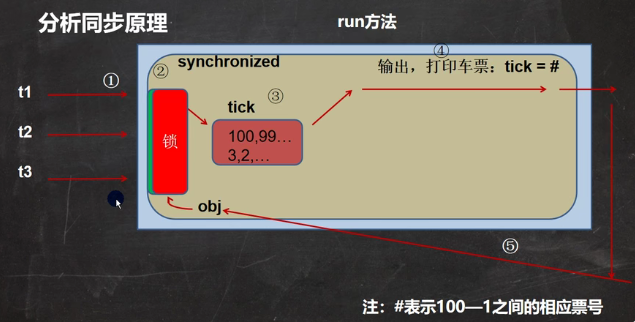 分析同步原理
run方法
④
①
②
synchronized
输出，打印车票：tick = #
t1
tick
③
t2
锁
100,99…
3,2,…
t3
obj
⑤
注：#表示100—1之间的相应票号